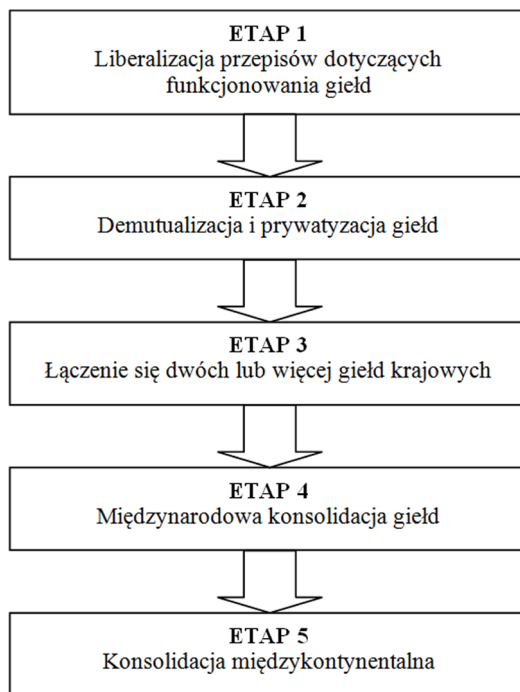 ETAP 1
Liberalizacja przepisów dotyczących
funkcjonowania giełd
ETAP 2
Demutualizacja i prywatyzacja giełd
ETAP 3
Łączenie się dwóch lub więcej giełd krajowych
ETAP 4
Międzynarodowa konsolidacja giełd
ETAP 5
Konsolidacja międzykontynentalna